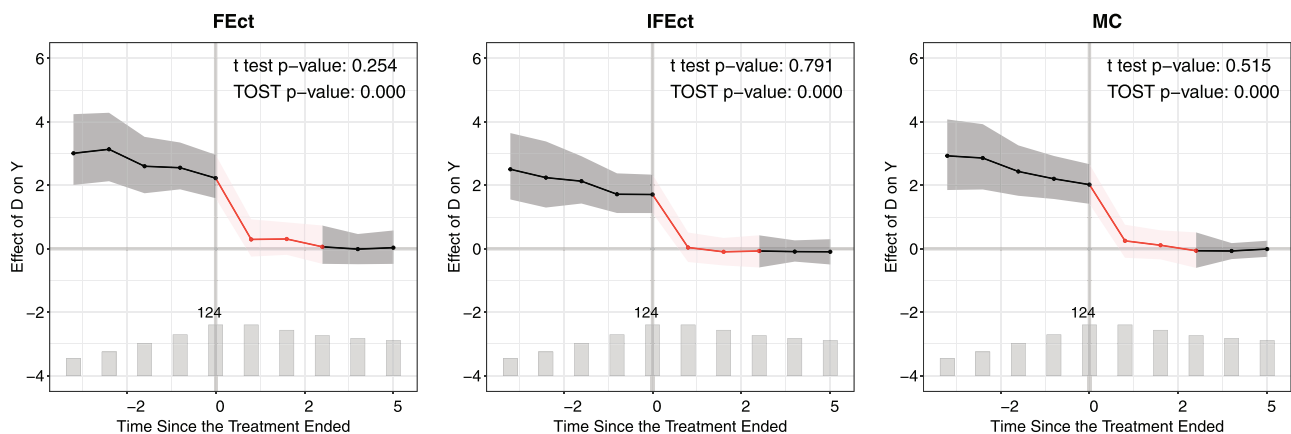 FEct
6
4
2
0
−2
−4
Effect of D on Y
t test p−value: 0.254
TOST p−value: 0.000
124
−2
0
2
5
Time Since the Treatment Ended
IFEct
6
4
2
0
−2
−4
Effect of D on Y
t test p−value: 0.791
TOST p−value: 0.000
124
−2
0
2
5
Time Since the Treatment Ended
MC
6
4
2
0
−2
−4
Effect of D on Y
t test p−value: 0.515
TOST p−value: 0.000
124
−2
0
2
5
Time Since the Treatment Ended